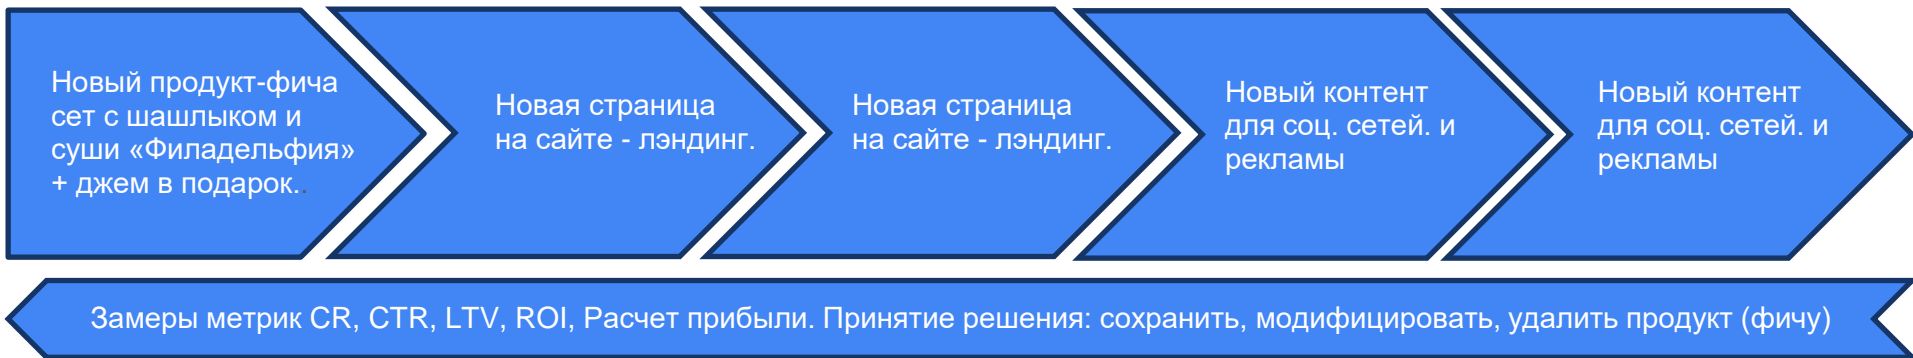 Новый продукт-фича
сет с шашлыком и
суши «Филадельфия»
+ джем в подарок..
Новая страница
на сайте - лэндинг.
Новая страница
на сайте - лэндинг.
Новый контент
для соц. сетей. и
рекламы
Новый контент
для соц. сетей. и
рекламы
Замеры метрик CR, CTR, LTV, ROI, Расчет прибыли. Принятие решения: сохранить, модифицировать, удалить продукт (фичу)